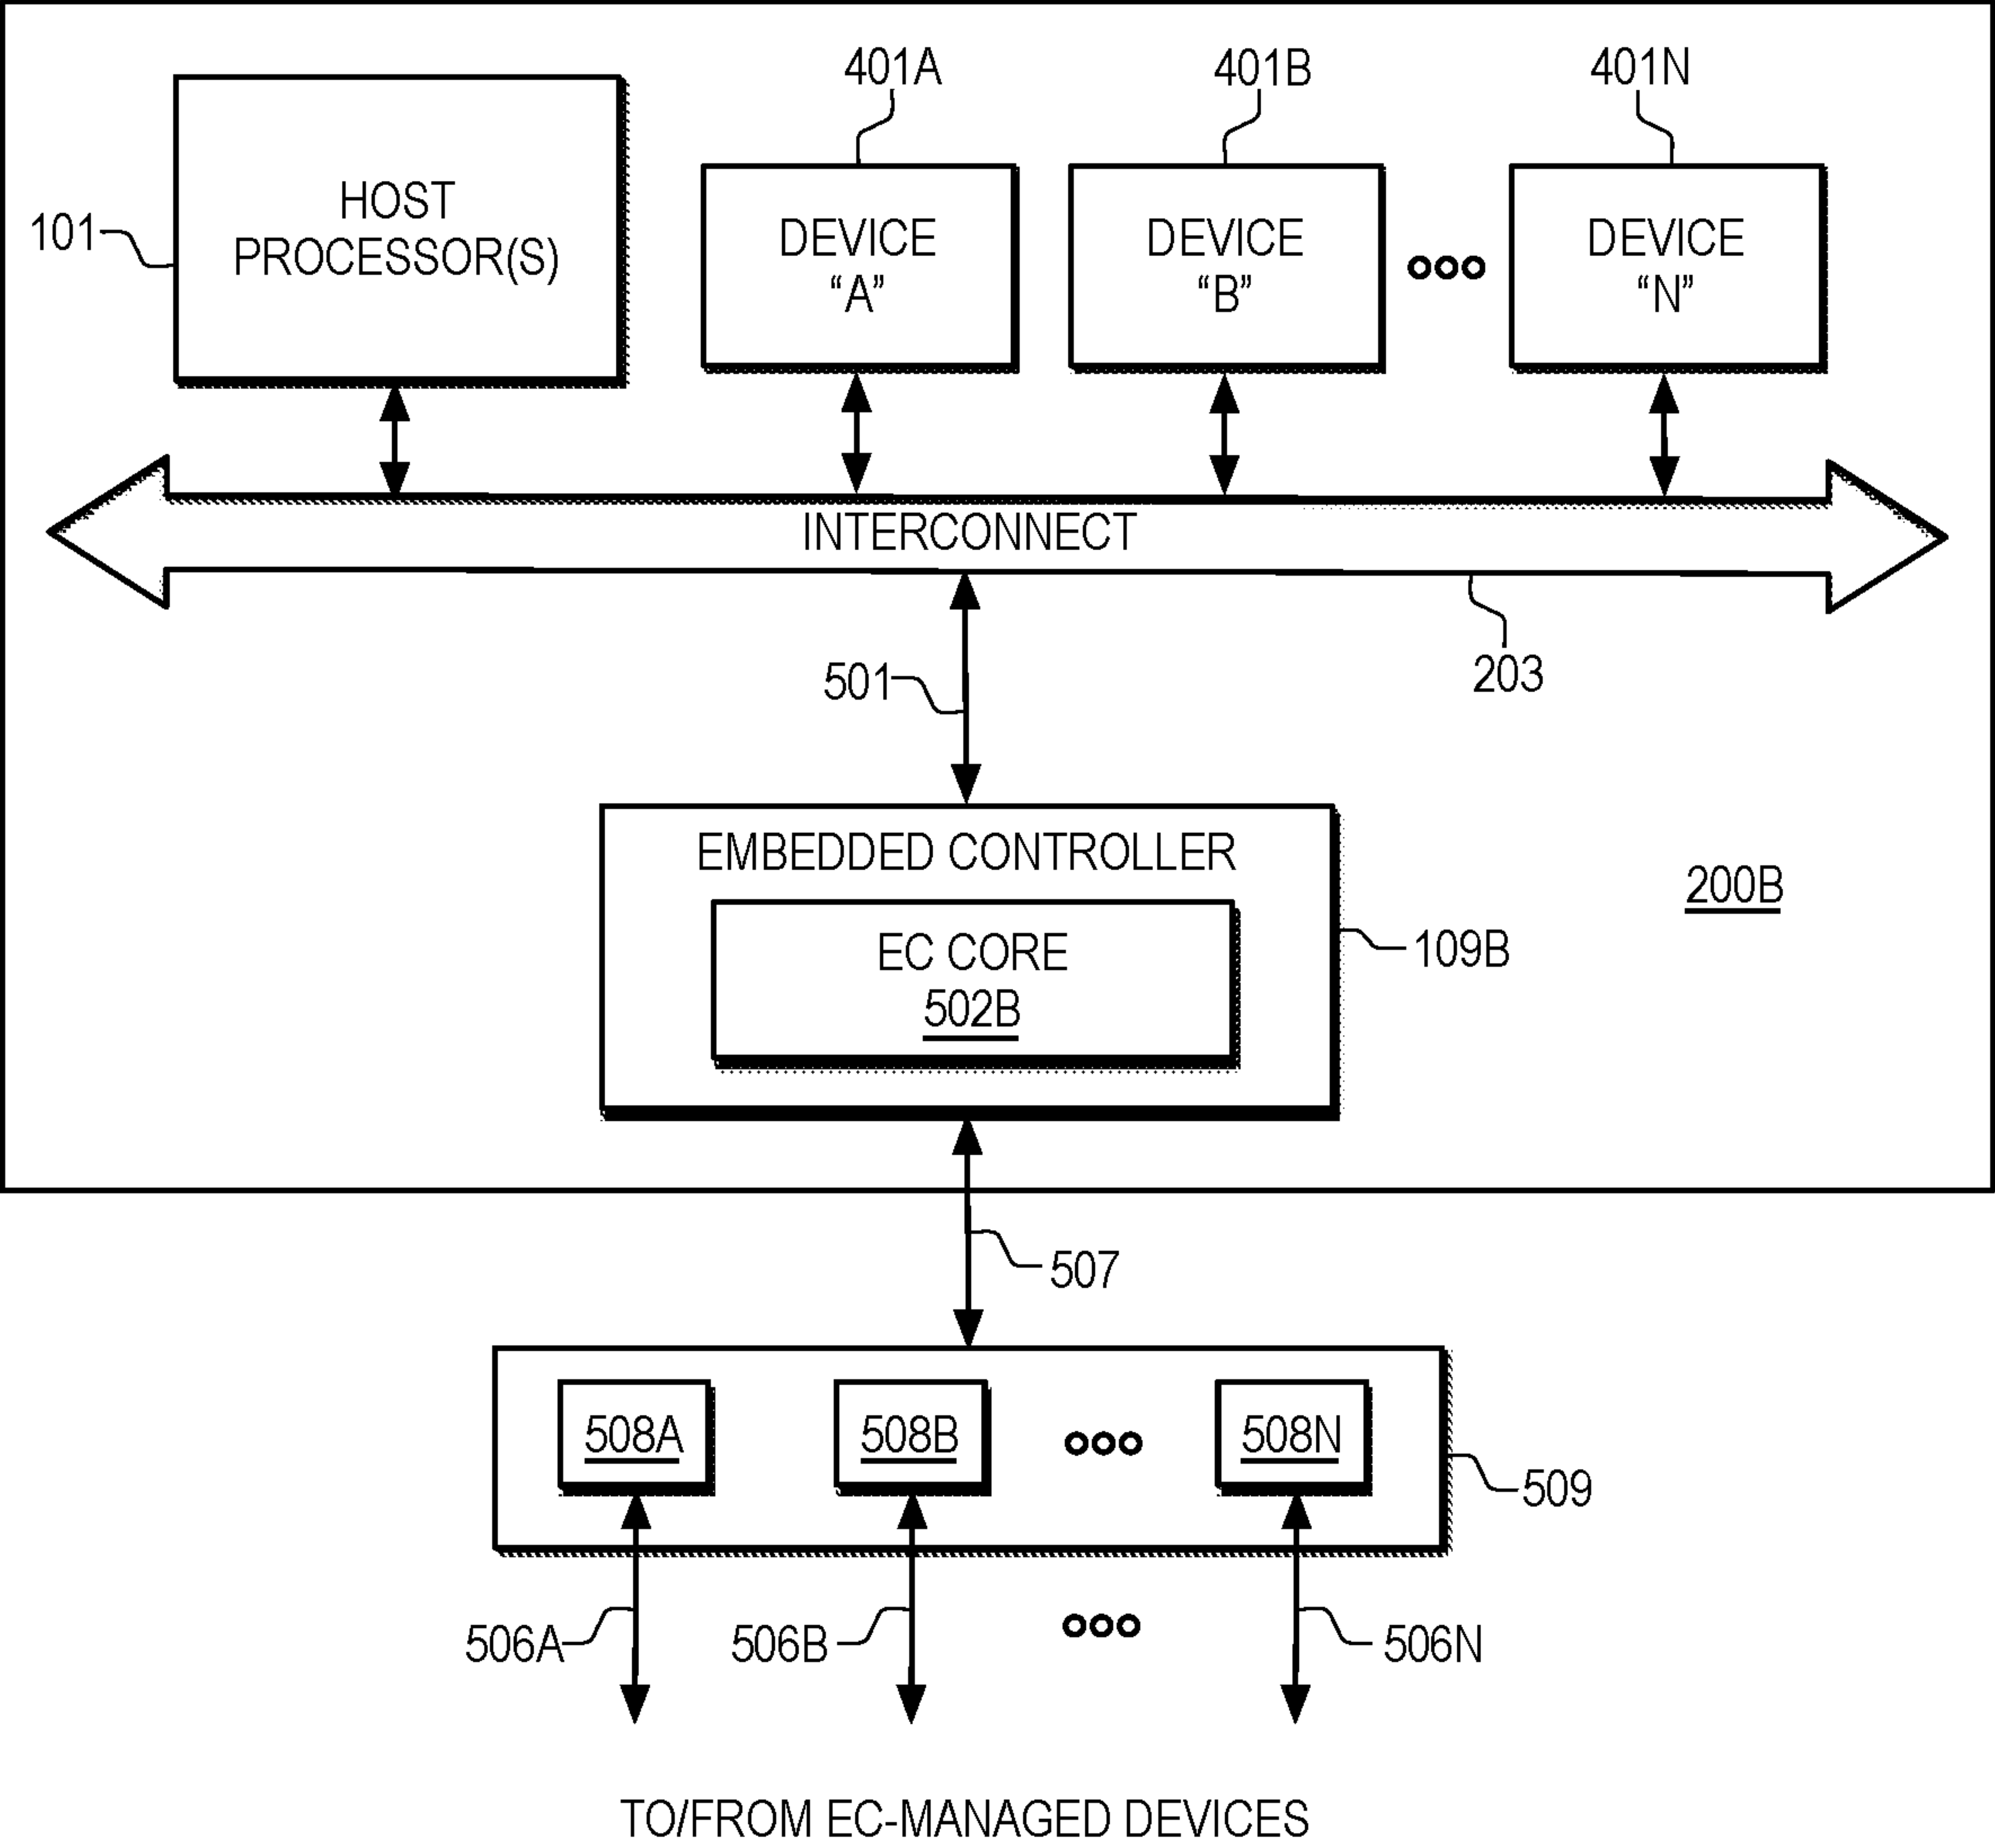 401A
401B
401N
101
HOST
PROCESSOR(S)
DEVICE
“A”
DEVICE
“B”
DEVICE
“N”
INTERCONNECT
501
203
EMBEDDED CONTROLLER
200B
EC CORE
502B
109B
507
508A
508B
508N
509
506A
506B
506N
TO/FROM EC-MANAGED DEVICES